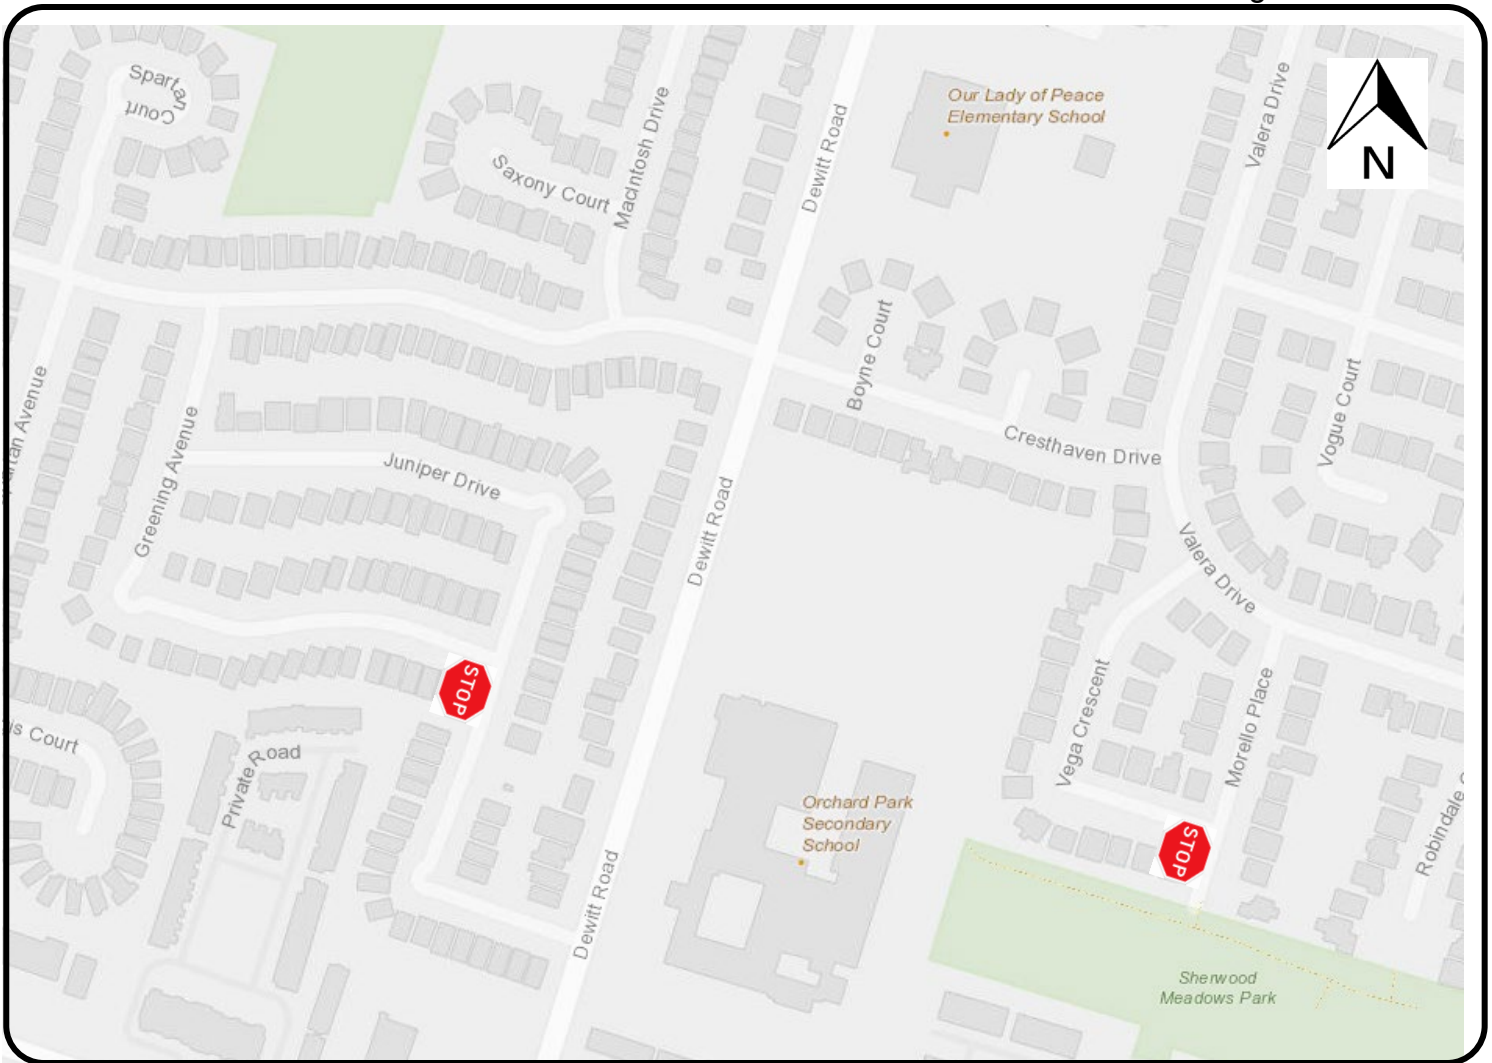 Spartan
Court
Our Lady of Peace
Elementary School
Valera Drive
N
MacIntosh Drive
Dewitt Road
Saxony Court
Boyne Court
Vogue Court
Cresthaven Drive
Greening Avenue
Avenue
Juniper Drive
Dewitt Road
Valera Drive
STOP
Vega Crescent
Morello Place
Court
Private Road
Orchard Park
Secondary
School
STOP
Robindale
Dewitt Road
Sherwood
Meadows Park